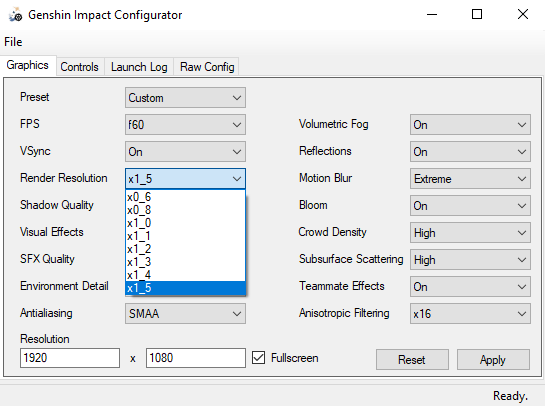 Genshin Impact Configurator
File
Graphics Controls Launch Log Raw Config
Preset Custom
FPS f60 Volumetric Fog On
VSync On Reflections On
Render Resolution x1_5 Motion Blur Extreme
x0_6
Shadow Quality x0_8 Bloom On
x1_0
x1_1
Visual Effects x1_2 Crowd Density High
x1_3
SFX Quality x1_4 Subsurface Scattering High
Environment Detail x1_5 Teammate Effects On
Antialiasing SMAA Anisotropic Filtering x16
Resolution
1920 x 1080 Fullscreen Reset Apply
Ready.